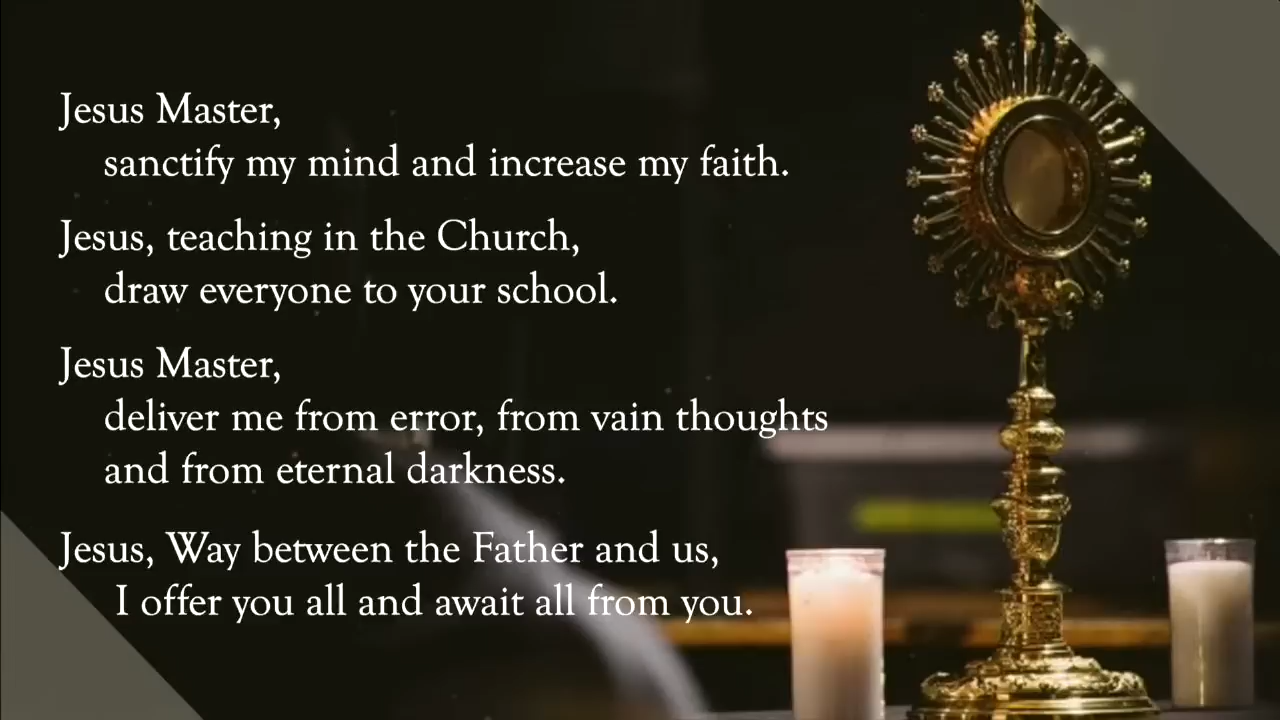 Jesus Master,
sanctify my mind and increase my faith.
Jesus, teaching in the Church,
draw everyone to your school.
Jesus Master,
deliver me from error, from vain thoughts
and from eternal darkness.
Jesus, Way between the Father and us,
I offer you all and await all from you.